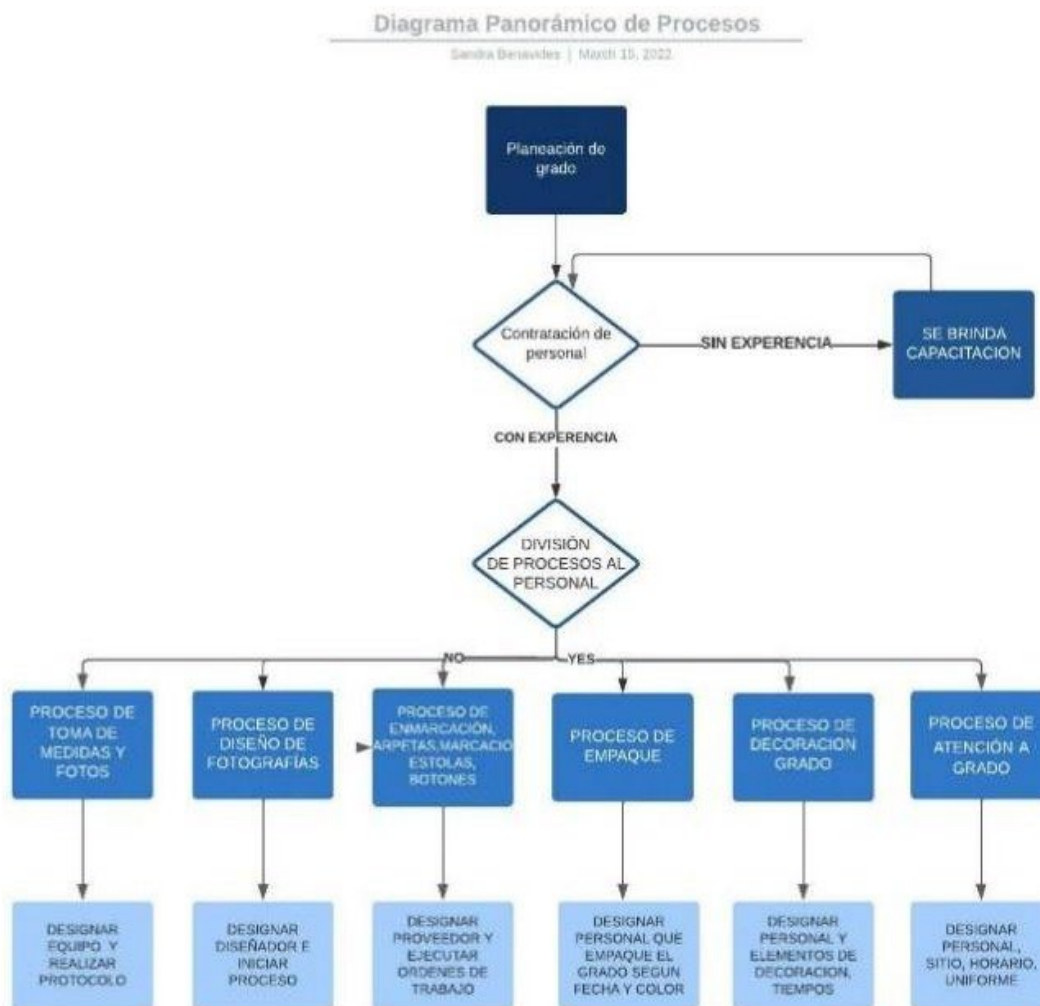 Diagrama Panorámico de Procesos
Sandra Benavides | March 15, 2022
Planeación de
grado
Contratación de
personal
SIN EXPERENCIA
SE BRINDA
CAPACITACION
CON EXPERENCIA
DIVISIÓN
DE PROCESOS AL
PERSONAL
NO
YES
PROCESO DE
TOMA DE
MEDIDAS Y
FOTOS
PROCESO DE
DISEÑO DE
FOTOGRAFÍAS
PROCESO DE
ENMARCACIÓN,
ARPETAS,MARCACIO
ESTOLAS,
BOTONES
PROCESO DE
EMPAQUE
PROCESO DE
DECORACION
GRADO
PROCESO DE
ATENCIÓN A
GRADO
DESIGNAR
EQUIPO Y
REALIZAR
PROTOCOLO
DESIGNAR
DISEÑADOR E
INICIAR
PROCESO
DESIGNAR
PROVEEDOR Y
EJECUTAR
ORDENES DE
TRABAJO
DESIGNAR
PERSONAL QUE
EMPAQUE EL
GRADO SEGUN
FECHA Y COLOR
DESIGNAR
PERSONAL Y
ELEMENTOS DE
DECORACION,
TIEMPOS
DESIGNAR
PERSONAL,
SITIO, HORARIO,
UNIFORME